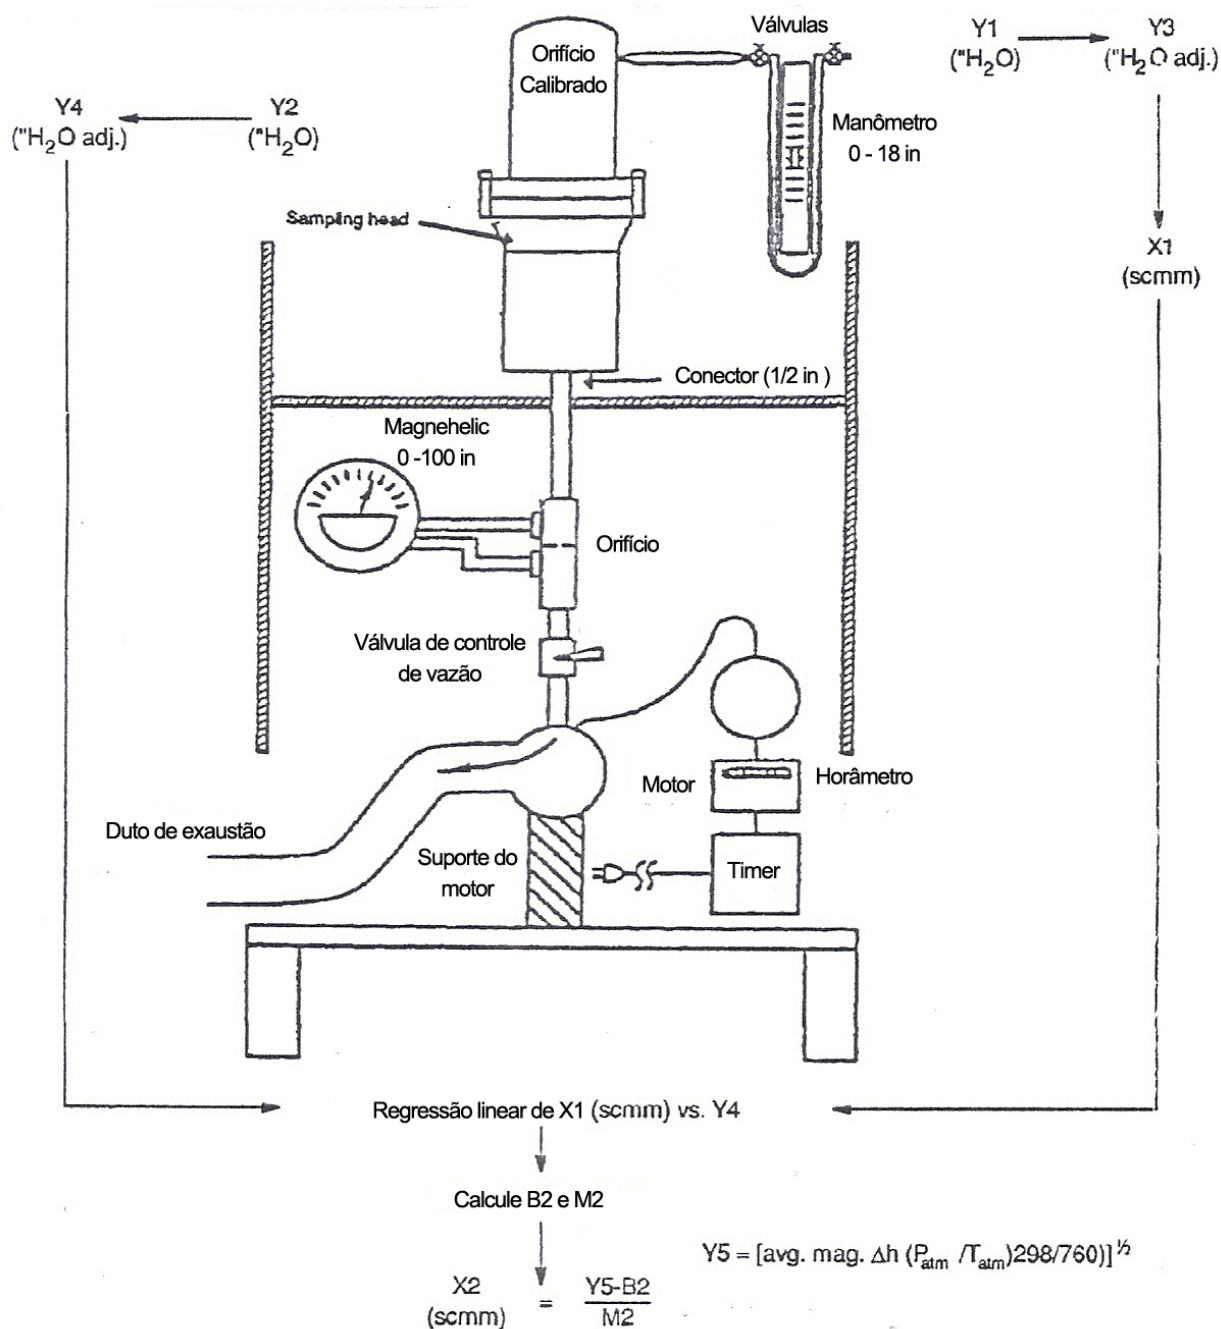 Válvulas
Orifício
Calibrado
Y1
("H₂O)
Y3
("H₂O adj.)
Y4
("H₂O adj.)
Y2
("H₂O)
Manômetro
0 - 18 in
Sampling head
X1
(scmm)
Conector (1/2 in )
Magnehelic
0 -100 in
Orifício
Válvula de controle
de vazão
Motor
Horâmetro
Duto de exaustão
Suporte do
motor
Timer
Regressão linear de X1 (scmm) vs. Y4
Calcule B2 e M2
Y5 = [avg. mag. Δh (Patm /Tatm)298/760)]^½
X2
(scmm)
= Y5-B2
M2